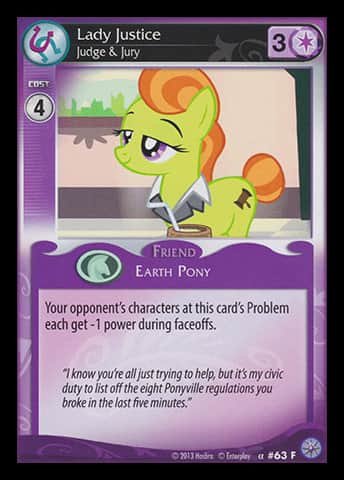 Lady Justice
Judge & Jury
3
COST
4
FRIEND
EARTH PONY
Your opponent's characters at this card's Problem
each get -1 power during faceoffs.
"I know you're all just trying to help, but it's my civic
duty to list off the eight Ponyville regulations you
broke in the last five minutes."
© 2013 Hasbro © Enterplay α #63 F